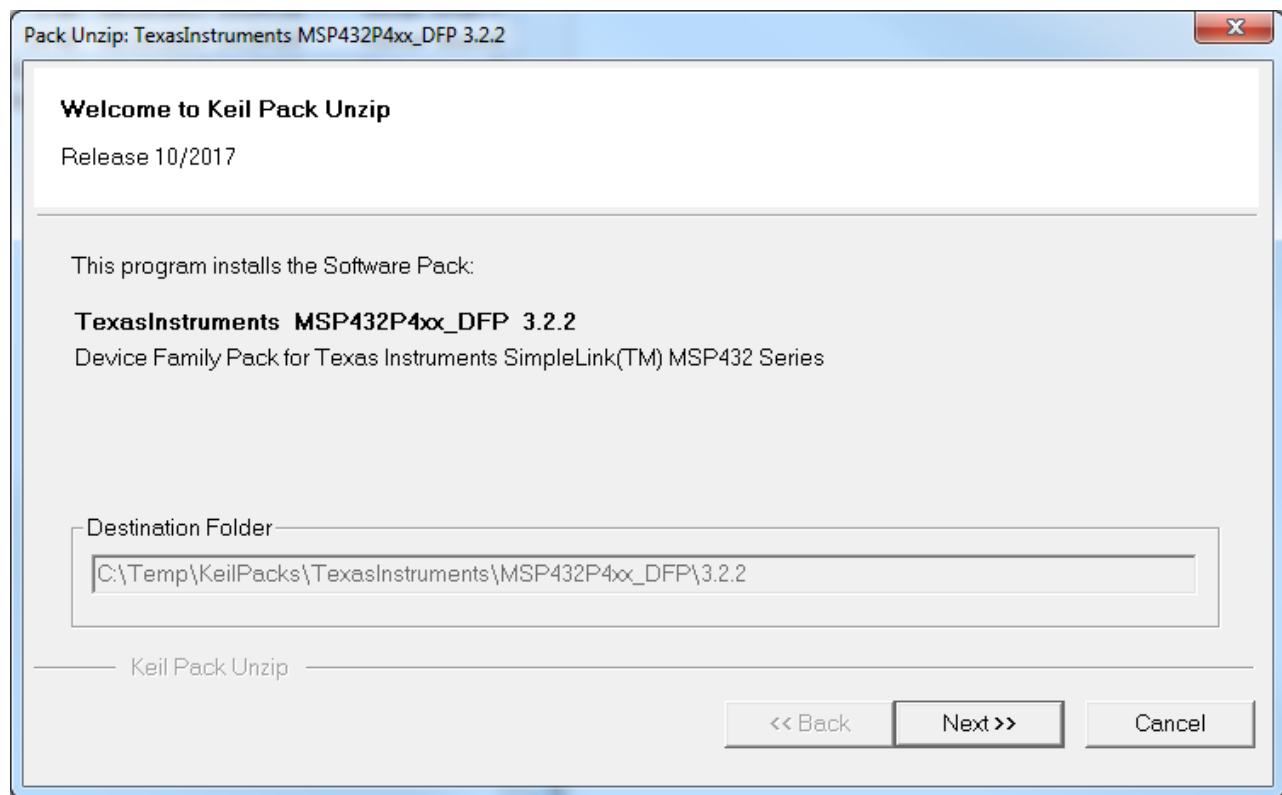 Pack Unzip: TexasInstruments MSP432P4xx_DFP 3.2.2
Welcome to Keil Pack Unzip
Release 10/2017
This program installs the Software Pack:
TexasInstruments MSP432P4xx_DFP 3.2.2
Device Family Pack for Texas Instruments SimpleLink(TM) MSP432 Series
Destination Folder
C:\Temp\KeilPacks\TexasInstruments\MSP432P4xx_DFP\3.2.2
Keil Pack Unzip
<< Back Next >> Cancel